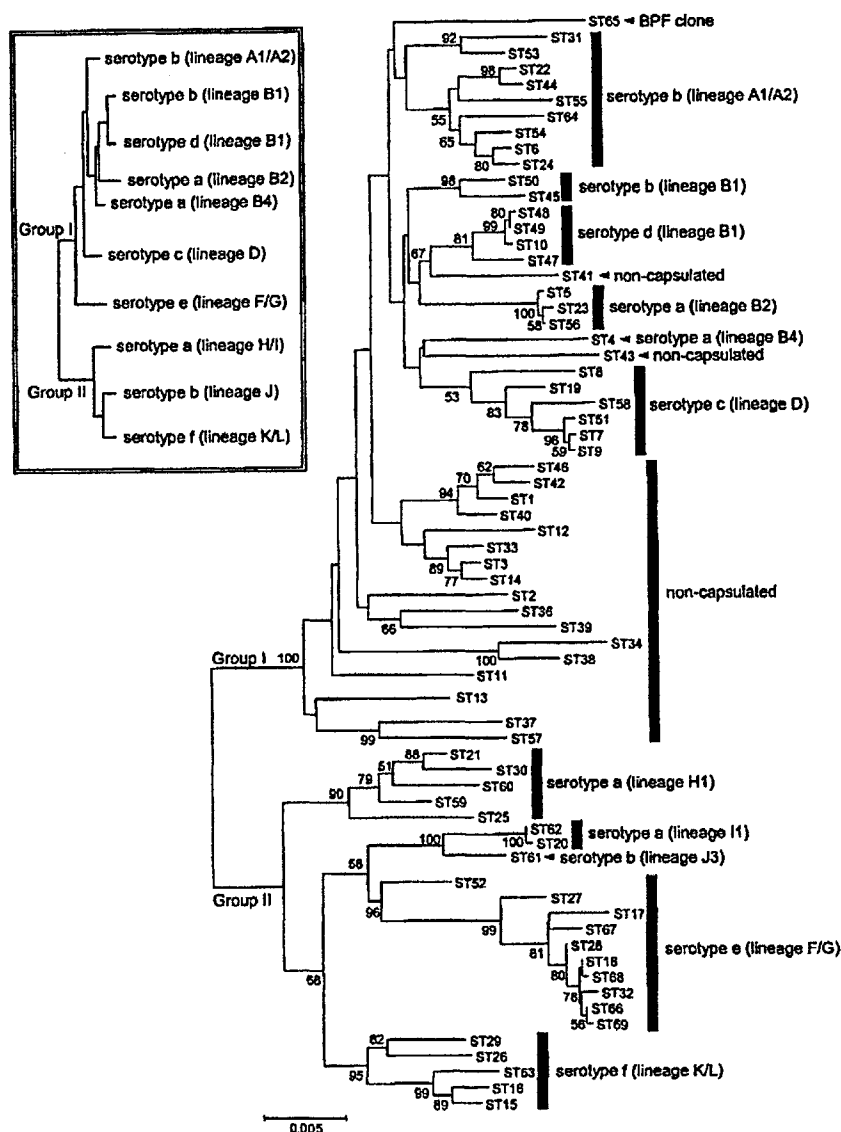 serotype b (lineage A1/A2)
serotype b (lineage B1)
serotype d (lineage B1)
serotype a (lineage B2)
serotype a (lineage B4)
Group I
serotype c (lineage D)
serotype e (lineage F/G)
serotype a (lineage H/I)
Group II
serotype b (lineage J)
serotype f (lineage K/L)
ST65 BPF clone
92 ST31
ST53
98 ST22
ST44
ST55
55 ST64
65 ST54
ST6
80 ST24
serotype b (lineage A1/A2)
98 ST50
ST45
serotype b (lineage B1)
80 ST48
99 ST49
81 ST10
ST47
serotype d (lineage B1)
67
ST41 non-capsulated
ST5
100 ST23
58 ST56
serotype a (lineage B2)
ST4 serotype a (lineage B4)
ST43 non-capsulated
ST8
53 ST19
83 ST58
78 ST51
96 ST7
59 ST9
serotype c (lineage D)
62 ST46
70 ST42
94 ST1
ST40
ST12
ST33
89 ST3
77 ST14
ST2
ST36
66 ST39
ST34
100 ST38
ST11
ST13
ST37
99 ST57
non-capsulated
Group I 100
88 ST21
51 ST30
79 ST60
90 ST59
ST25
serotype a (lineage H1)
100 ST62
100 ST20
serotype a (lineage I1)
ST61 serotype b (lineage J3)
58
Group II
ST52
96
ST27
99 ST17
81 ST67
ST28
80 ST18
ST68
78 ST32
ST66
56 ST69
serotype e (lineage F/G)
68
82 ST29
ST26
95
ST63
99 ST16
89 ST15
serotype f (lineage K/L)
0.005